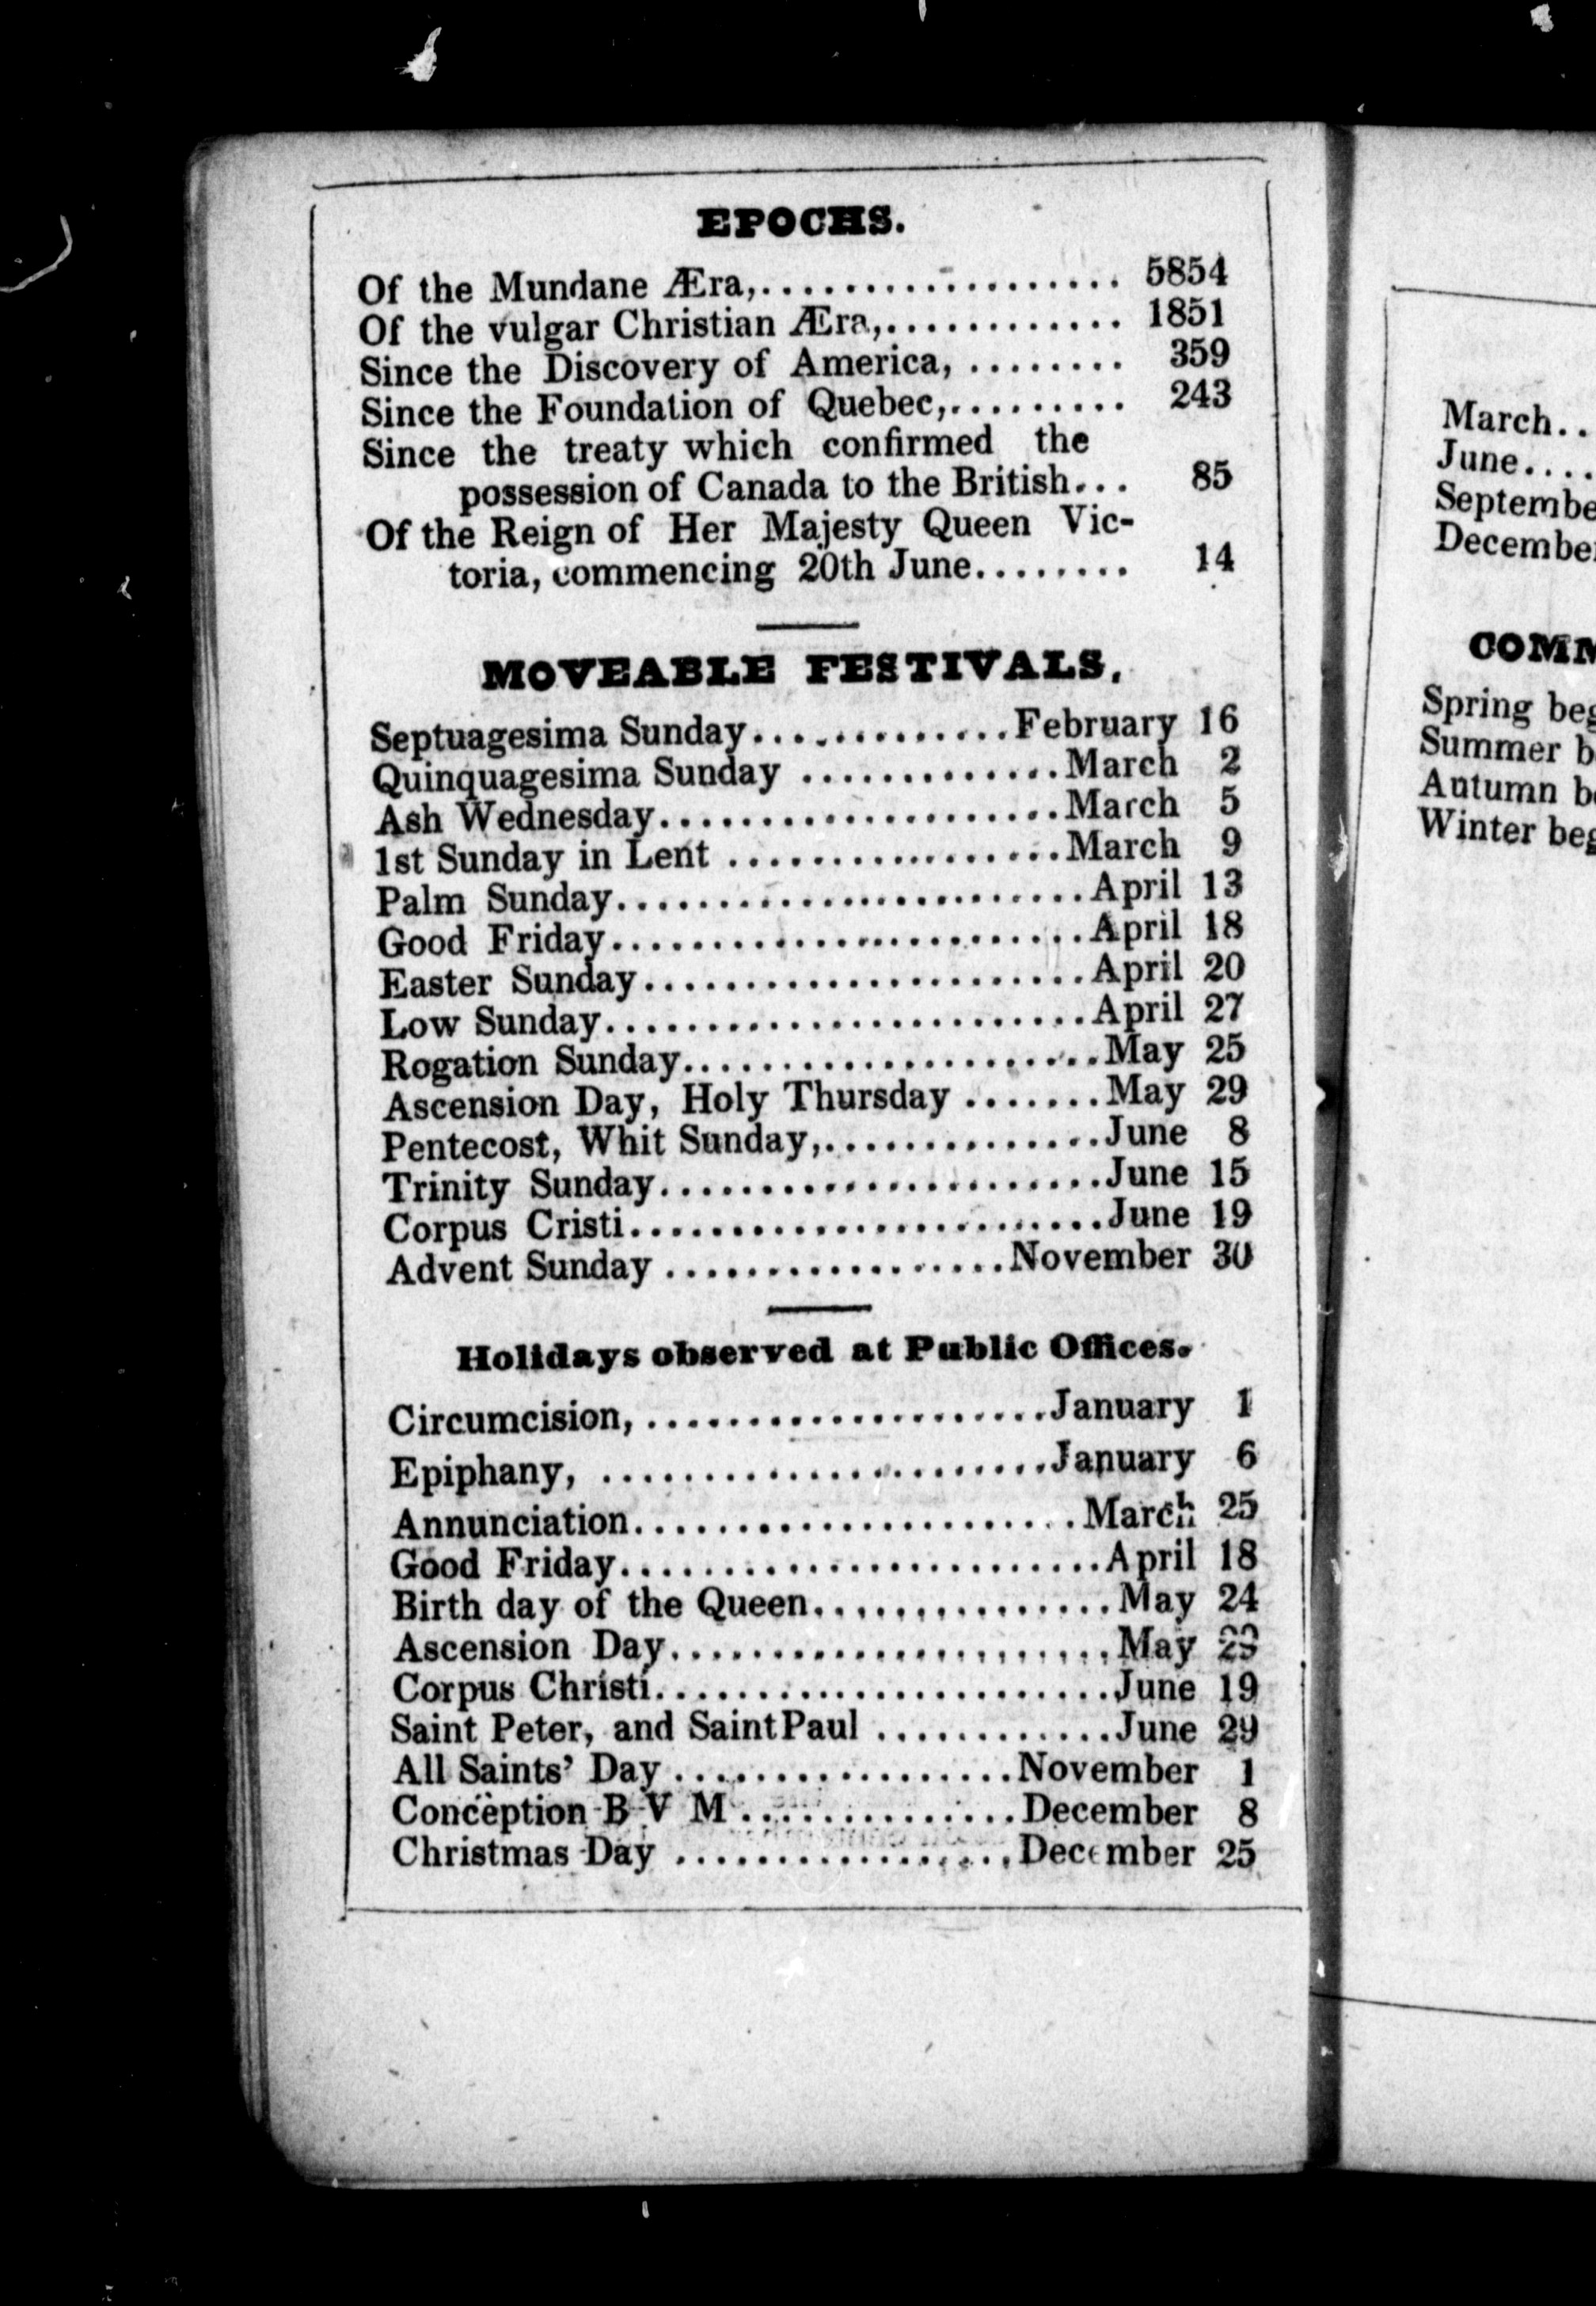 EPOCHS.
Of the Mundane Æra,................... 5854
Of the vulgar Christian Æra,............ 1851
Since the Discovery of America, ........ 359
Since the Foundation of Quebec,......... 243
Since the treaty which confirmed the
possession of Canada to the British... 85
Of the Reign of Her Majesty Queen Vic-
toria, commencing 20th June........ 14
MOVEABLE FESTIVALS.
Septuagesima Sunday..............February 16
Quinquagesima Sunday .............March 2
Ash Wednesday....................March 5
1st Sunday in Lent .................March 9
Palm Sunday........................April 13
Good Friday........................April 18
Easter Sunday......................April 20
Low Sunday........................April 27
Rogation Sunday.....................May 25
Ascension Day, Holy Thursday .......May 29
Pentecost, Whit Sunday,..............June 8
Trinity Sunday......................June 15
Corpus Cristi........................June 19
Advent Sunday .................November 30
Holidays observed at Public Offices.
Circumcision, ....................January 1
Epiphany, ......................January 6
Annunciation......................March 25
Good Friday........................April 18
Birth day of the Queen...............May 24
Ascension Day......................May 29
Corpus Christi.......................June 19
Saint Peter, and Saint Paul ............June 29
All Saints' Day .................November 1
Conception B V M ..............December 8
Christmas Day .................December 25
March..
June....
Septembe
December
COMM
Spring beg
Summer b
Autumn be
Winter beg